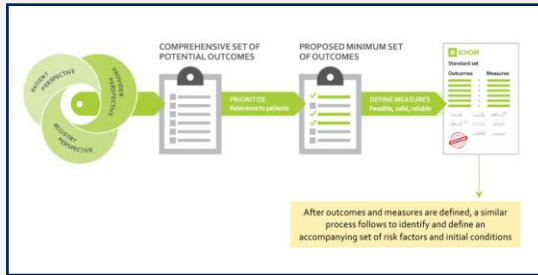 PATIENT PERSPECTIVE
PROVIDER PERSPECTIVE
REGISTRY PERSPECTIVE
COMPREHENSIVE SET OF
POTENTIAL OUTCOMES
PRIORITIZE
Relevance to patients
PROPOSED MINIMUM SET
OF OUTCOMES
DEFINE MEASURES
Feasible, valid, reliable
ICHOM
Standard set
Outcomes
Measures
After outcomes and measures are defined, a similar
process follows to identify and define an
accompanying set of risk factors and initial conditions